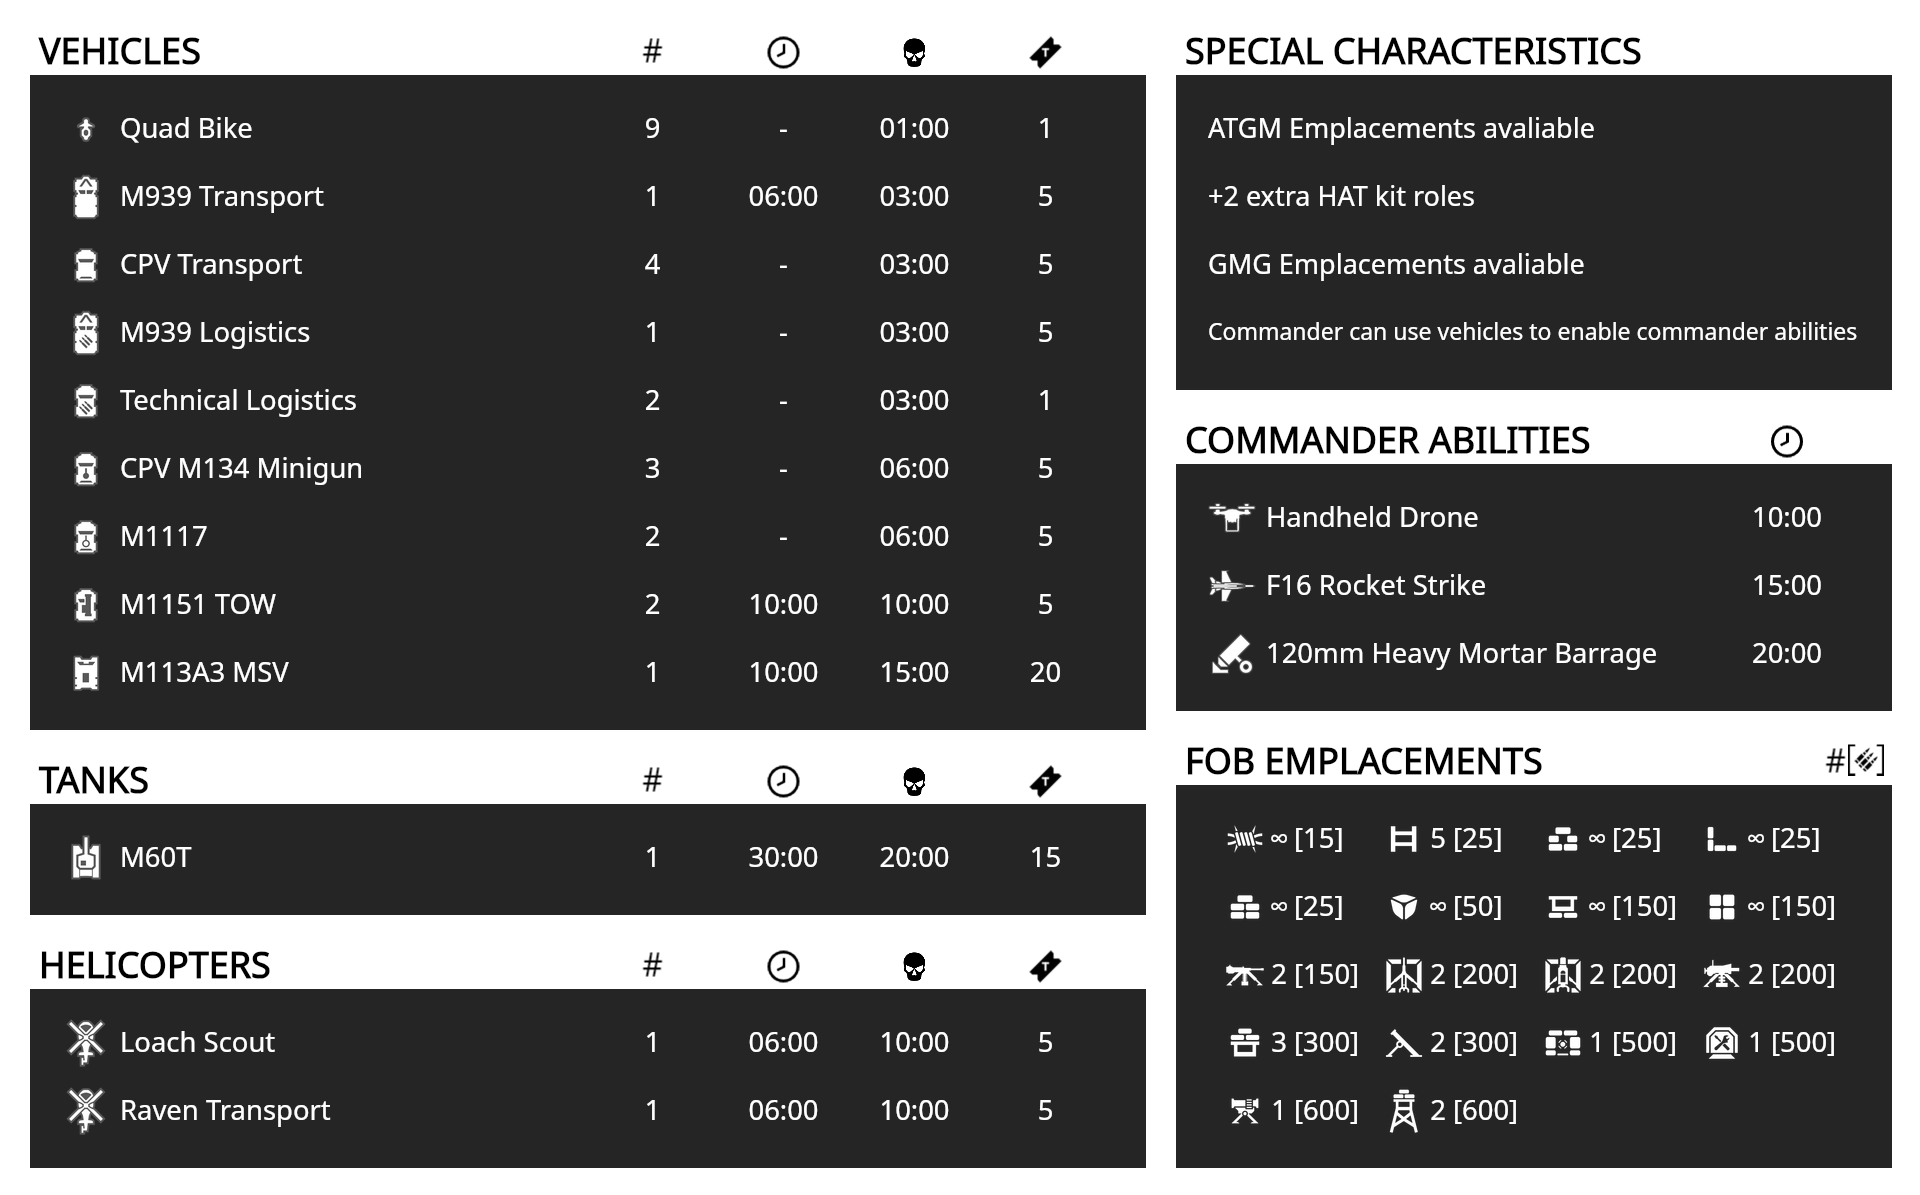 VEHICLES #
Quad Bike 9 - 01:00 1
M939 Transport 1 06:00 03:00 5
CPV Transport 4 - 03:00 5
M939 Logistics 1 - 03:00 5
Technical Logistics 2 - 03:00 1
CPV M134 Minigun 3 - 06:00 5
M1117 2 - 06:00 5
M1151 TOW 2 10:00 10:00 5
M113A3 MSV 1 10:00 15:00 20
TANKS #
M60T 1 30:00 20:00 15
HELICOPTERS #
Loach Scout 1 06:00 10:00 5
Raven Transport 1 06:00 10:00 5
SPECIAL CHARACTERISTICS
ATGM Emplacements avaliable
+2 extra HAT kit roles
GMG Emplacements avaliable
Commander can use vehicles to enable commander abilities
COMMANDER ABILITIES
Handheld Drone 10:00
F16 Rocket Strike 15:00
120mm Heavy Mortar Barrage 20:00
FOB EMPLACEMENTS #[]
∞ [15] 5 [25] ∞ [25] ∞ [25]
∞ [25] ∞ [50] ∞ [150] ∞ [150]
2 [150] 2 [200] 2 [200] 2 [200]
3 [300] 2 [300] 1 [500] 1 [500]
1 [600] 2 [600]